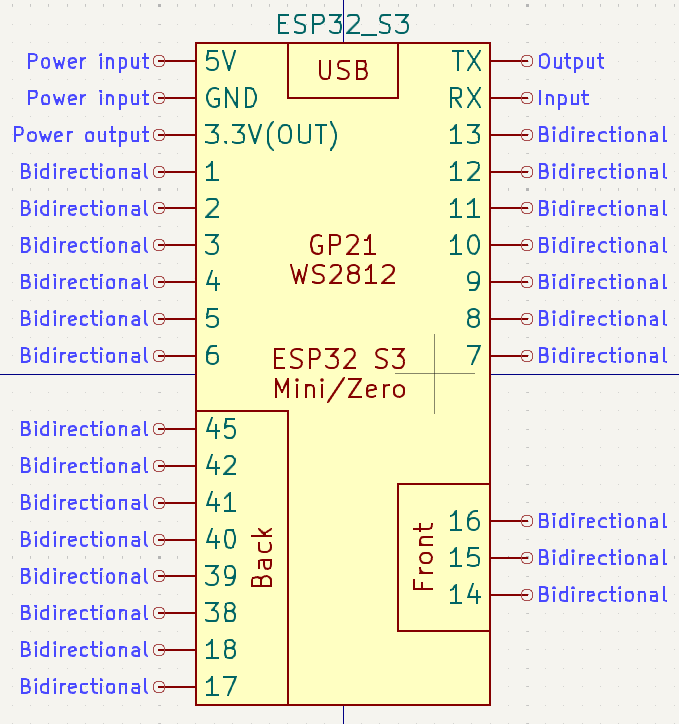 ESP32_S3
Power input 5V USB TX Output
Power input GND RX Input
Power output 3.3V(OUT) 13 Bidirectional
Bidirectional 1 12 Bidirectional
Bidirectional 2 11 Bidirectional
Bidirectional 3 GP21 10 Bidirectional
WS2812
Bidirectional 4 9 Bidirectional
Bidirectional 5 8 Bidirectional
Bidirectional 6 ESP32 S3 7 Bidirectional
Mini/Zero
Bidirectional 45
Bidirectional 42
Bidirectional 41
16 Bidirectional
Bidirectional 40
Back
Front
15 Bidirectional
Bidirectional 39
14 Bidirectional
Bidirectional 38
Bidirectional 18
Bidirectional 17